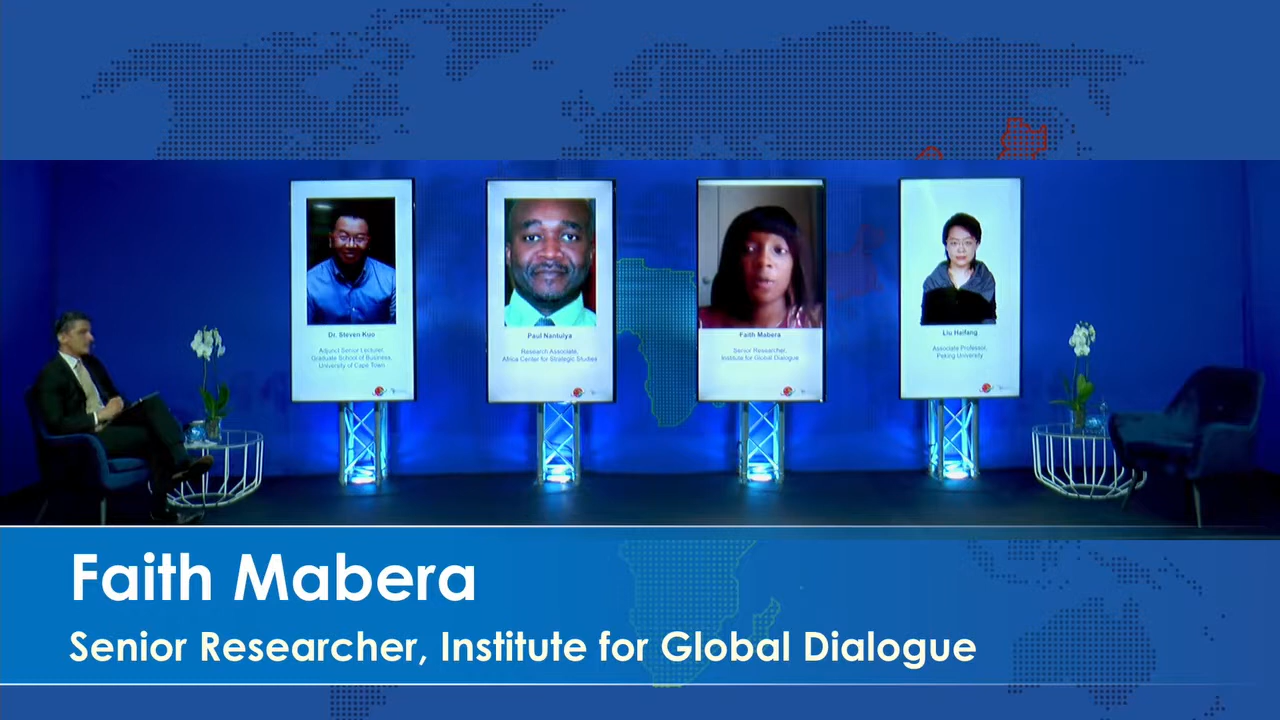 Dr. Steven Kuo
Adjunct Senior Lecturer,
Graduate School of Business,
University of Cape Town
Paul Nantulya
Research Associate,
Africa Center for Strategic Studies
Faith Mabera
Senior Researcher,
Institute for Global Dialogue
Liu Haifang
Associate Professor,
Peking University
Faith Mabera
Senior Researcher, Institute for Global Dialogue